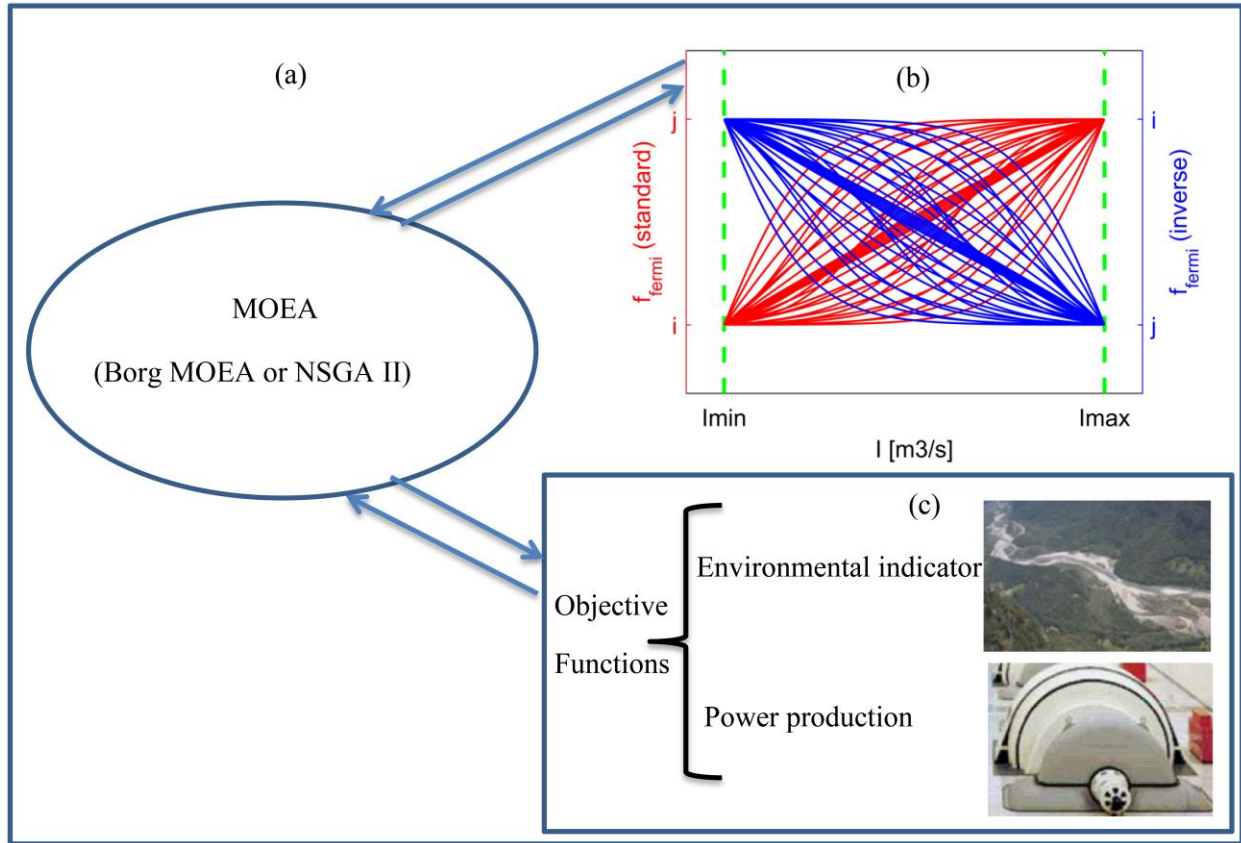 (a)
MOEA
(Borg MOEA or NSGA II)
(b)
j
i
f_fermi (standard)
i
j
f_fermi (inverse)
Imin
Imax
I [m3/s]
(c)
Objective
Functions
Environmental indicator
Power production